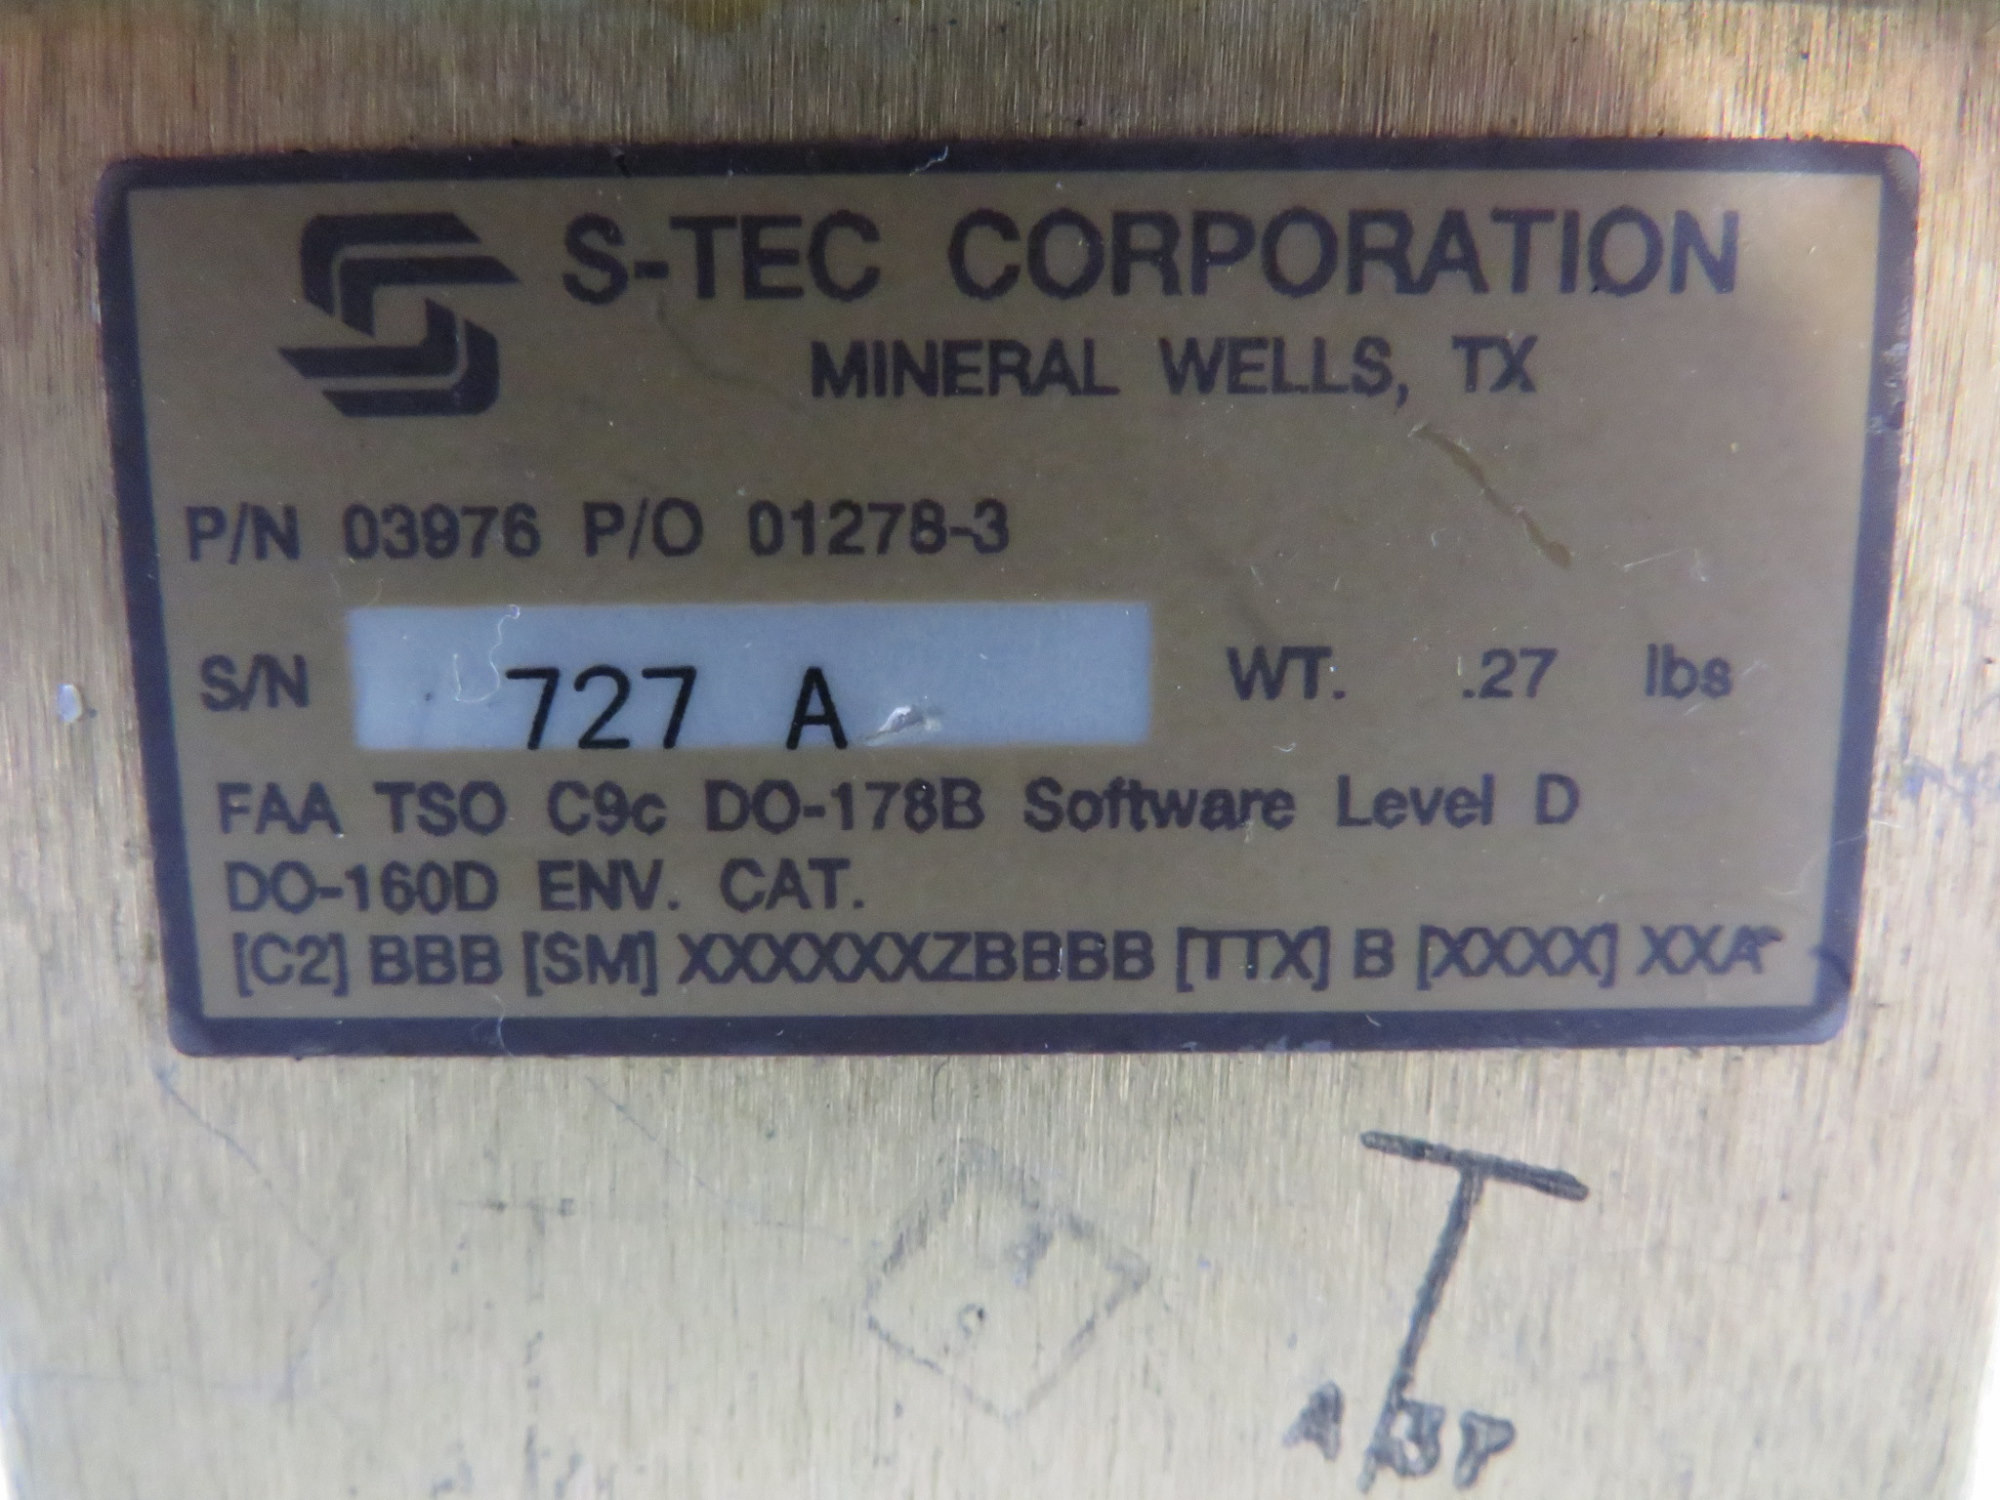 S-TEC CORPORATION
MINERAL WELLS, TX
P/N 03976 P/O 01278-3
S/N 727 A WT. .27 lbs
FAA TSO C9c DO-178B Software Level D
DO-160D ENV. CAT.
[C2] BBB [SM] XXXXXXZBBBB [TTX] B [XXXX] XXA